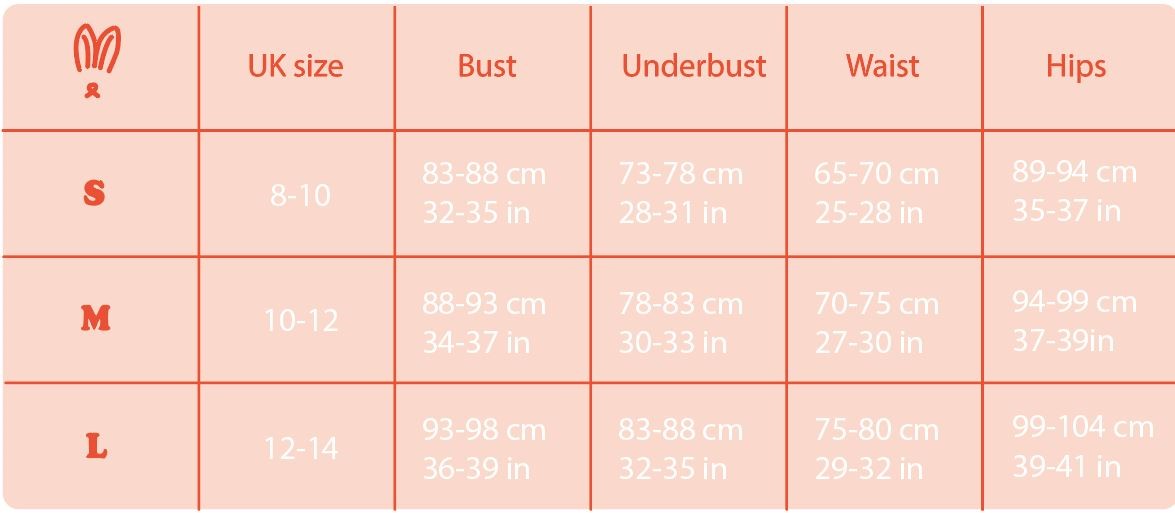 UK size Bust Underbust Waist Hips
S 8-10 83-88 cm 73-78 cm 65-70 cm 89-94 cm
32-35 in 28-31 in 25-28 in 35-37 in
M 10-12 88-93 cm 78-83 cm 70-75 cm 94-99 cm
34-37 in 30-33 in 27-30 in 37-39in
L 12-14 93-98 cm 83-88 cm 75-80 cm 99-104 cm
36-39 in 32-35 in 29-32 in 39-41 in